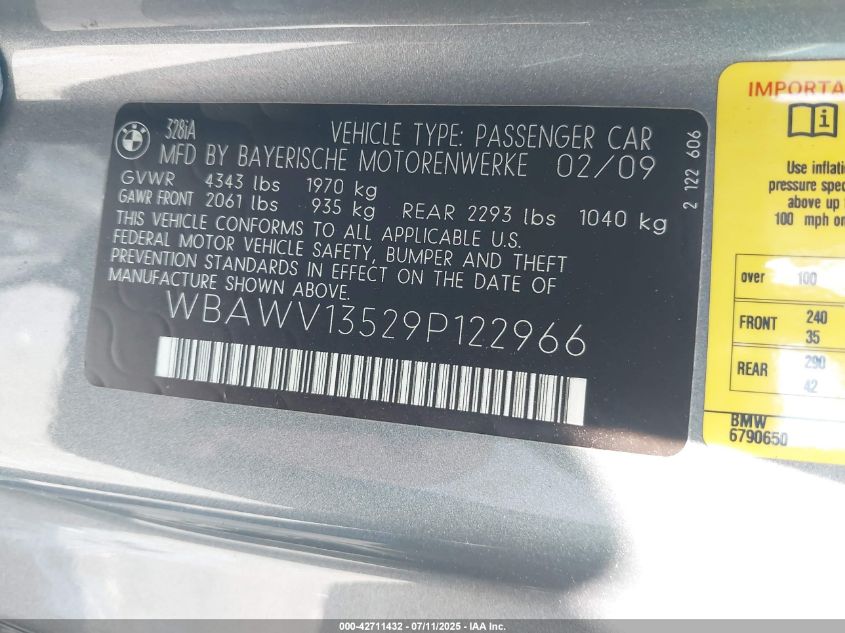 BMW
328iA
VEHICLE TYPE: PASSENGER CAR
MFD BY BAYERISCHE MOTORENWERKE 02/09
GVWR 4343 lbs 1970 kg
GAWR FRONT 2061 lbs 935 kg REAR 2293 lbs 1040 kg
THIS VEHICLE CONFORMS TO ALL APPLICABLE U.S.
FEDERAL MOTOR VEHICLE SAFETY, BUMPER AND THEFT
PREVENTION STANDARDS IN EFFECT ON THE DATE OF
MANUFACTURE SHOWN ABOVE.
WBAWV13529P122966
2 122 606
IMPORTA
i
Use inflati
pressure spe
above up
100 mph or
over 100
FRONT 240
35
REAR 290
42
BMW
6790650
000-42711432 - 07/11/2025 - IAA Inc.